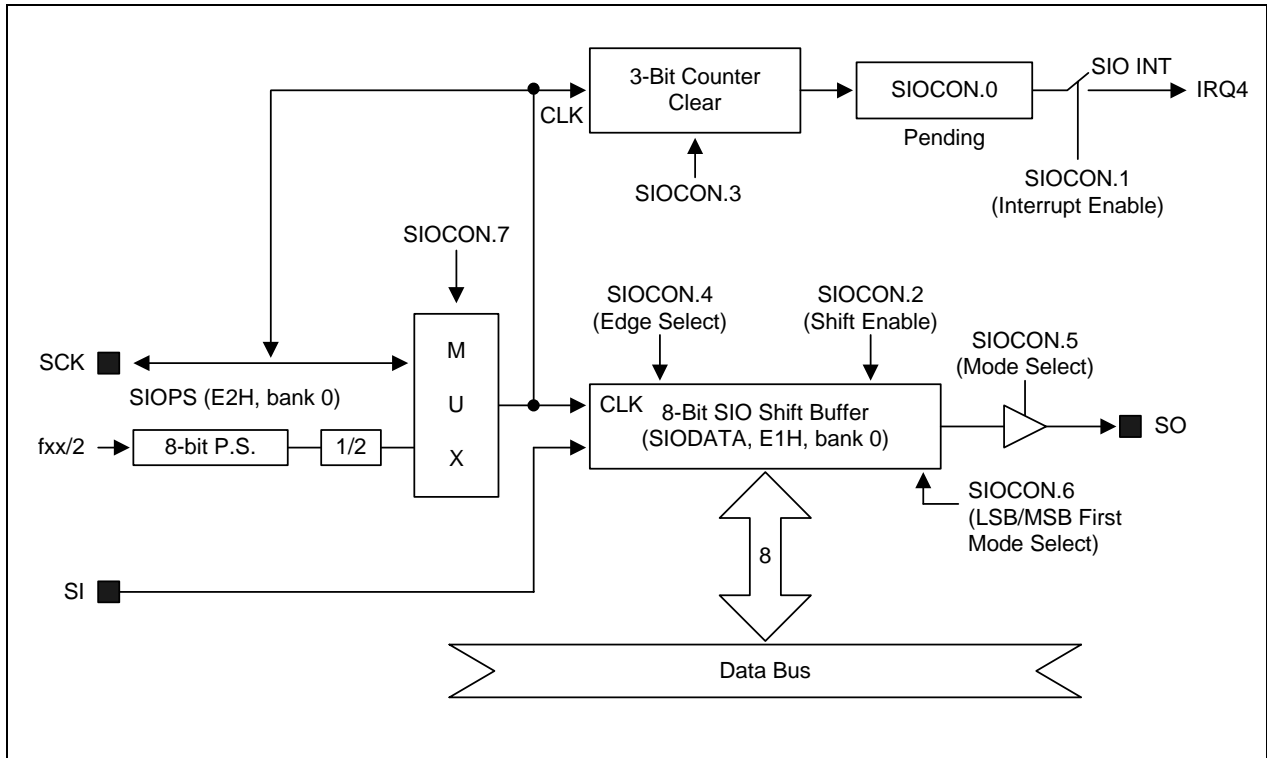 3-Bit Counter
Clear
CLK
SIOCON.3
SIOCON.0
Pending
SIO INT
IRQ4
SIOCON.1
(Interrupt Enable)
SIOCON.7
M
U
X
SCK
SIOPS (E2H, bank 0)
fxx/2
8-bit P.S.
1/2
SI
SIOCON.4
(Edge Select)
SIOCON.2
(Shift Enable)
SIOCON.5
(Mode Select)
CLK
8-Bit SIO Shift Buffer
(SIODATA, E1H, bank 0)
SO
SIOCON.6
(LSB/MSB First
Mode Select)
8
Data Bus